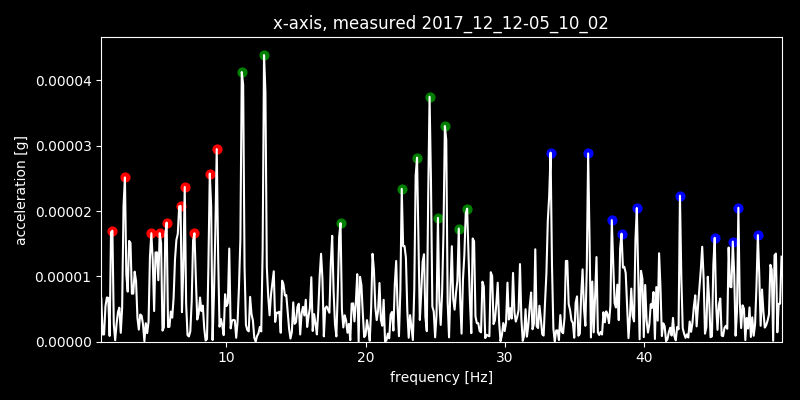 x-axis, measured 2017_12_12-05_10_02
0.00004
0.00003
0.00002
0.00001
0.00000
acceleration [g]
10 20 30 40
frequency [Hz]